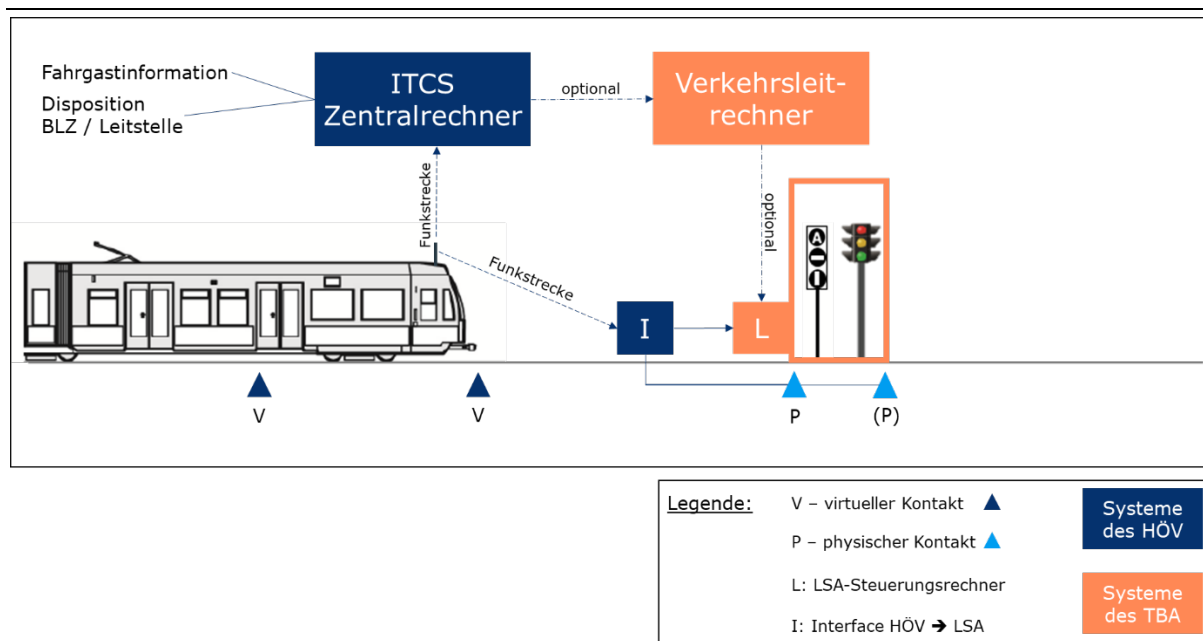 Fahrgastinformation
Disposition
BLZ / Leitstelle
ITCS
Zentralrechner
optional
Verkehrsleit-
rechner
Funkstrecke
optional
Funkstrecke
A
I
L
V
V
P
(P)
Legende:
V – virtueller Kontakt
P – physischer Kontakt
L: LSA-Steuerungsrechner
I: Interface HÖV ➔ LSA
Systeme
des HÖV
Systeme
des TBA